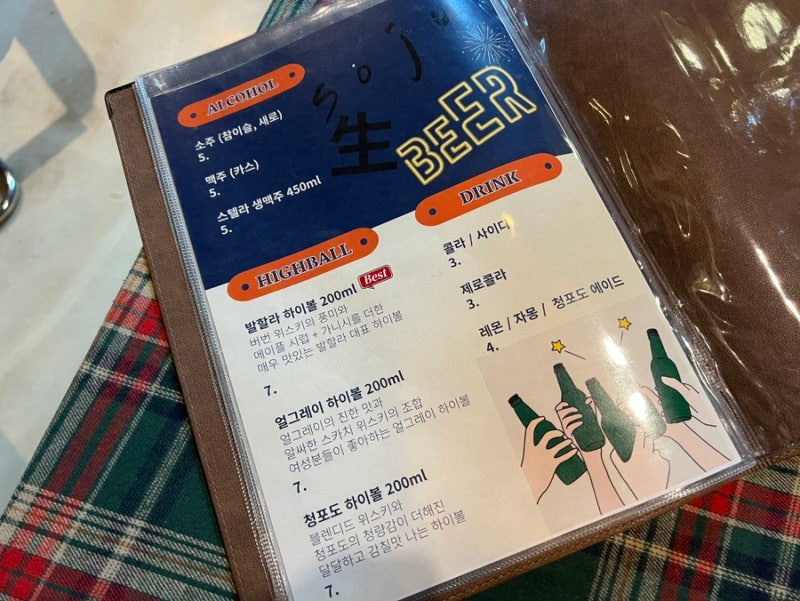 soju
生
BEER
ALCOHOL
소주 (참이슬, 새로)
5.
맥주 (카스)
5.
스텔라 생맥주 450ml
5.
HIGHBALL
발할라 하이볼 200ml Best
버번 위스키의 풍미와
메이플 시럽 + 가니시를 더한
매우 맛있는 발할라 대표 하이볼
7.
얼그레이 하이볼 200ml
얼그레이의 진한 맛과
알싸한 스카치 위스키의 조합
여성분들이 좋아하는 얼그레이 하이볼
7.
청포도 하이볼 200ml
블렌디드 위스키와
청포도의 청량감이 더해진
달달하고 감칠맛 나는 하이볼
7.
DRINK
콜라 / 사이다
3.
제로콜라
3.
레몬 / 자몽 / 청포도 에이드
4.